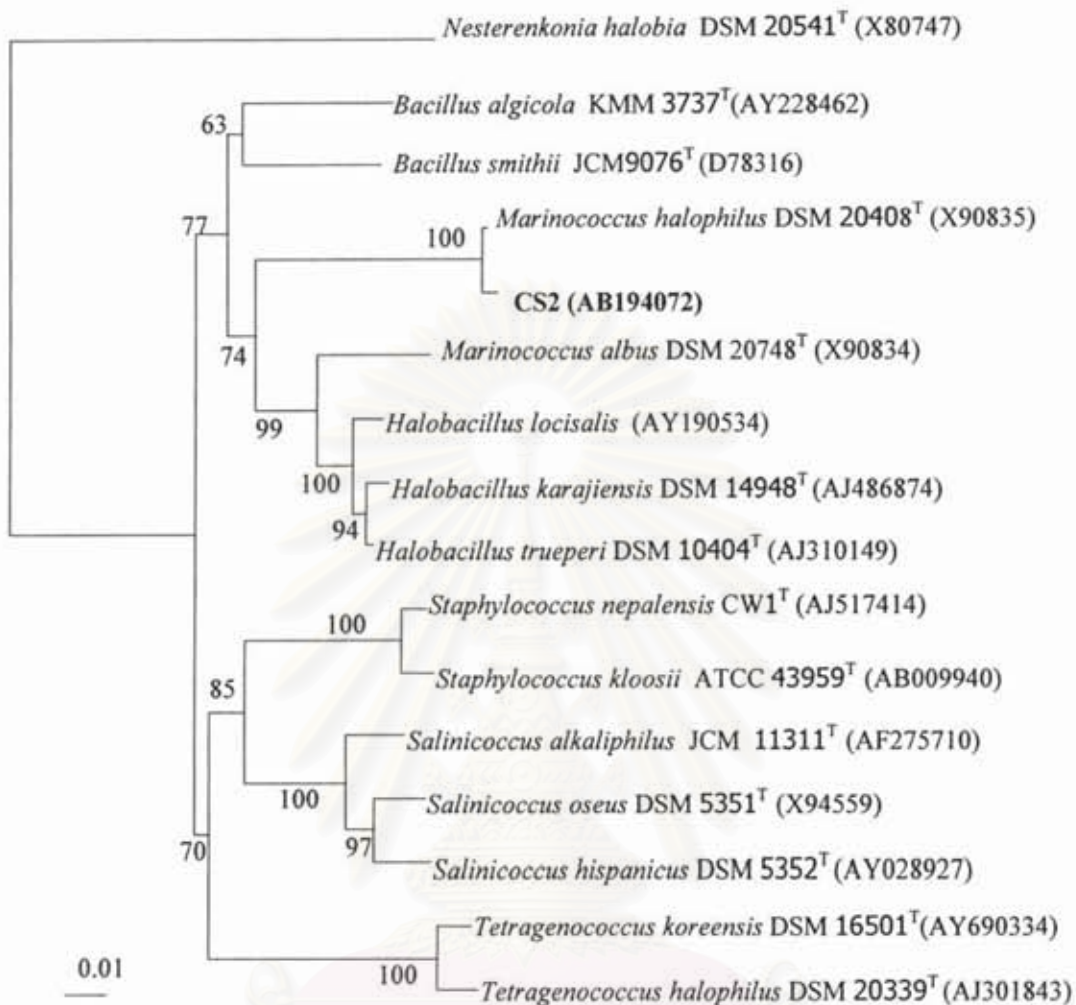 Nesterenkonia halobia DSM 20541ᵀ (X80747)
Bacillus algicola KMM 3737ᵀ(AY228462)
63
Bacillus smithii JCM9076ᵀ (D78316)
77
Marinococcus halophilus DSM 20408ᵀ (X90835)
100
CS2 (AB194072)
74
Marinococcus albus DSM 20748ᵀ (X90834)
99
Halobacillus locisalis (AY190534)
100
Halobacillus karajiensis DSM 14948ᵀ (AJ486874)
94
Halobacillus trueperi DSM 10404ᵀ (AJ310149)
Staphylococcus nepalensis CW1ᵀ (AJ517414)
100
Staphylococcus kloosii ATCC 43959ᵀ (AB009940)
85
Salinicoccus alkaliphilus JCM 11311ᵀ (AF275710)
100
Salinicoccus oseus DSM 5351ᵀ (X94559)
97
70
Salinicoccus hispanicus DSM 5352ᵀ (AY028927)
Tetragenococcus koreensis DSM 16501ᵀ(AY690334)
100
0.01
Tetragenococcus halophilus DSM 20339ᵀ (AJ301843)